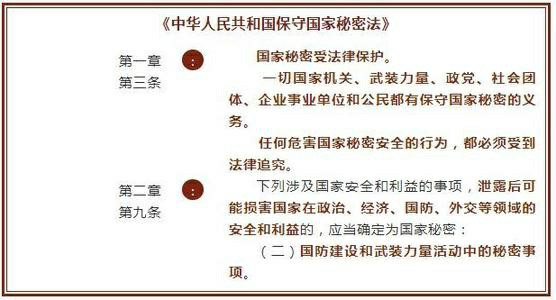 《中华人民共和国保守国家秘密法》
第一章
第三条
：
国家秘密受法律保护。
一切国家机关、武装力量、政党、社会团
体、企业事业单位和公民都有保守国家秘密的义
务。
任何危害国家秘密安全的行为，都必须受到
法律追究。
第二章
第九条
：
下列涉及国家安全和利益的事项，泄露后可
能损害国家在政治、经济、国防、外交等领域的
安全和利益的，应当确定为国家秘密：
（二）国防建设和武装力量活动中的秘密事
项。